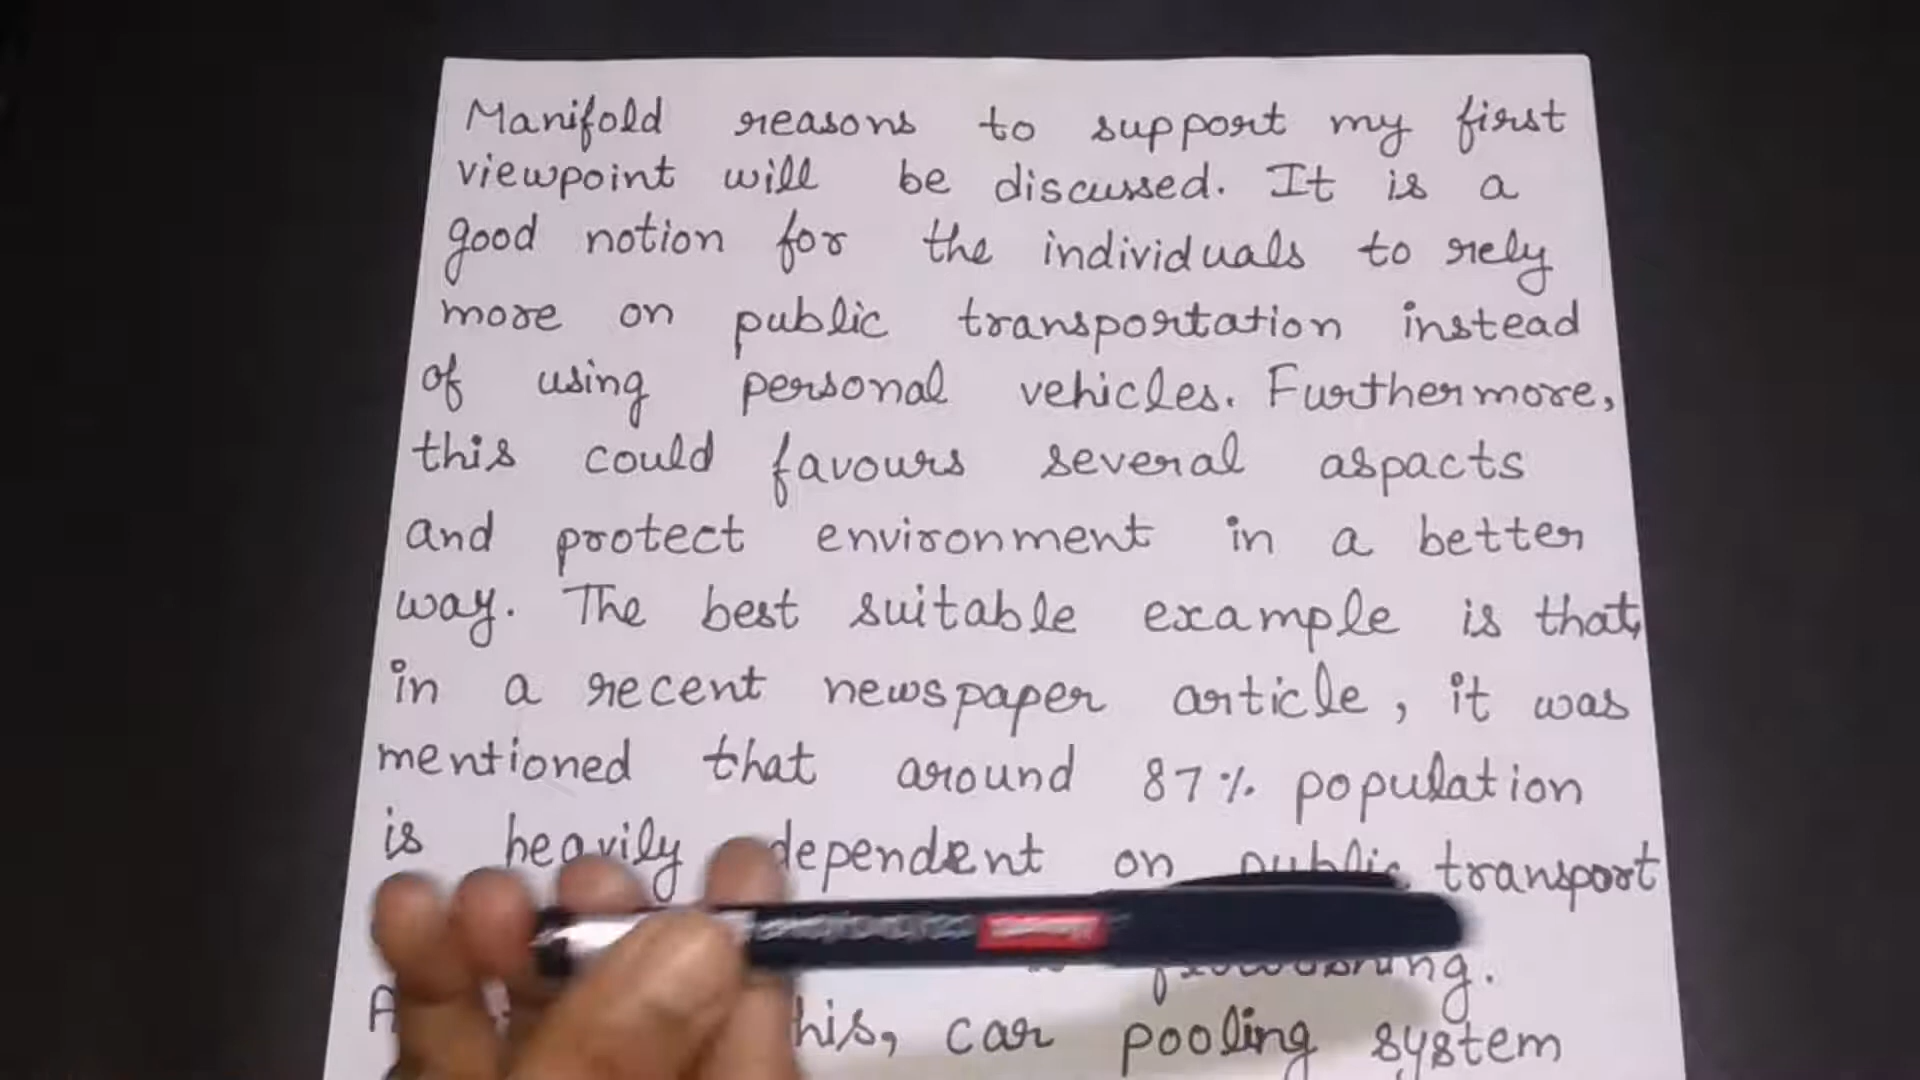 Manifold reasons to support my first
viewpoint will be discussed. It is a
good notion for the individuals to rely
more on public transportation instead
of using personal vehicles. Furthermore,
this could favours several aspacts
and protect environment in a better
way. The best suitable example is that,
in a recent newspaper article, it was
mentioned that around 87% population
is heavily dependent on public transport
this, car pooling system